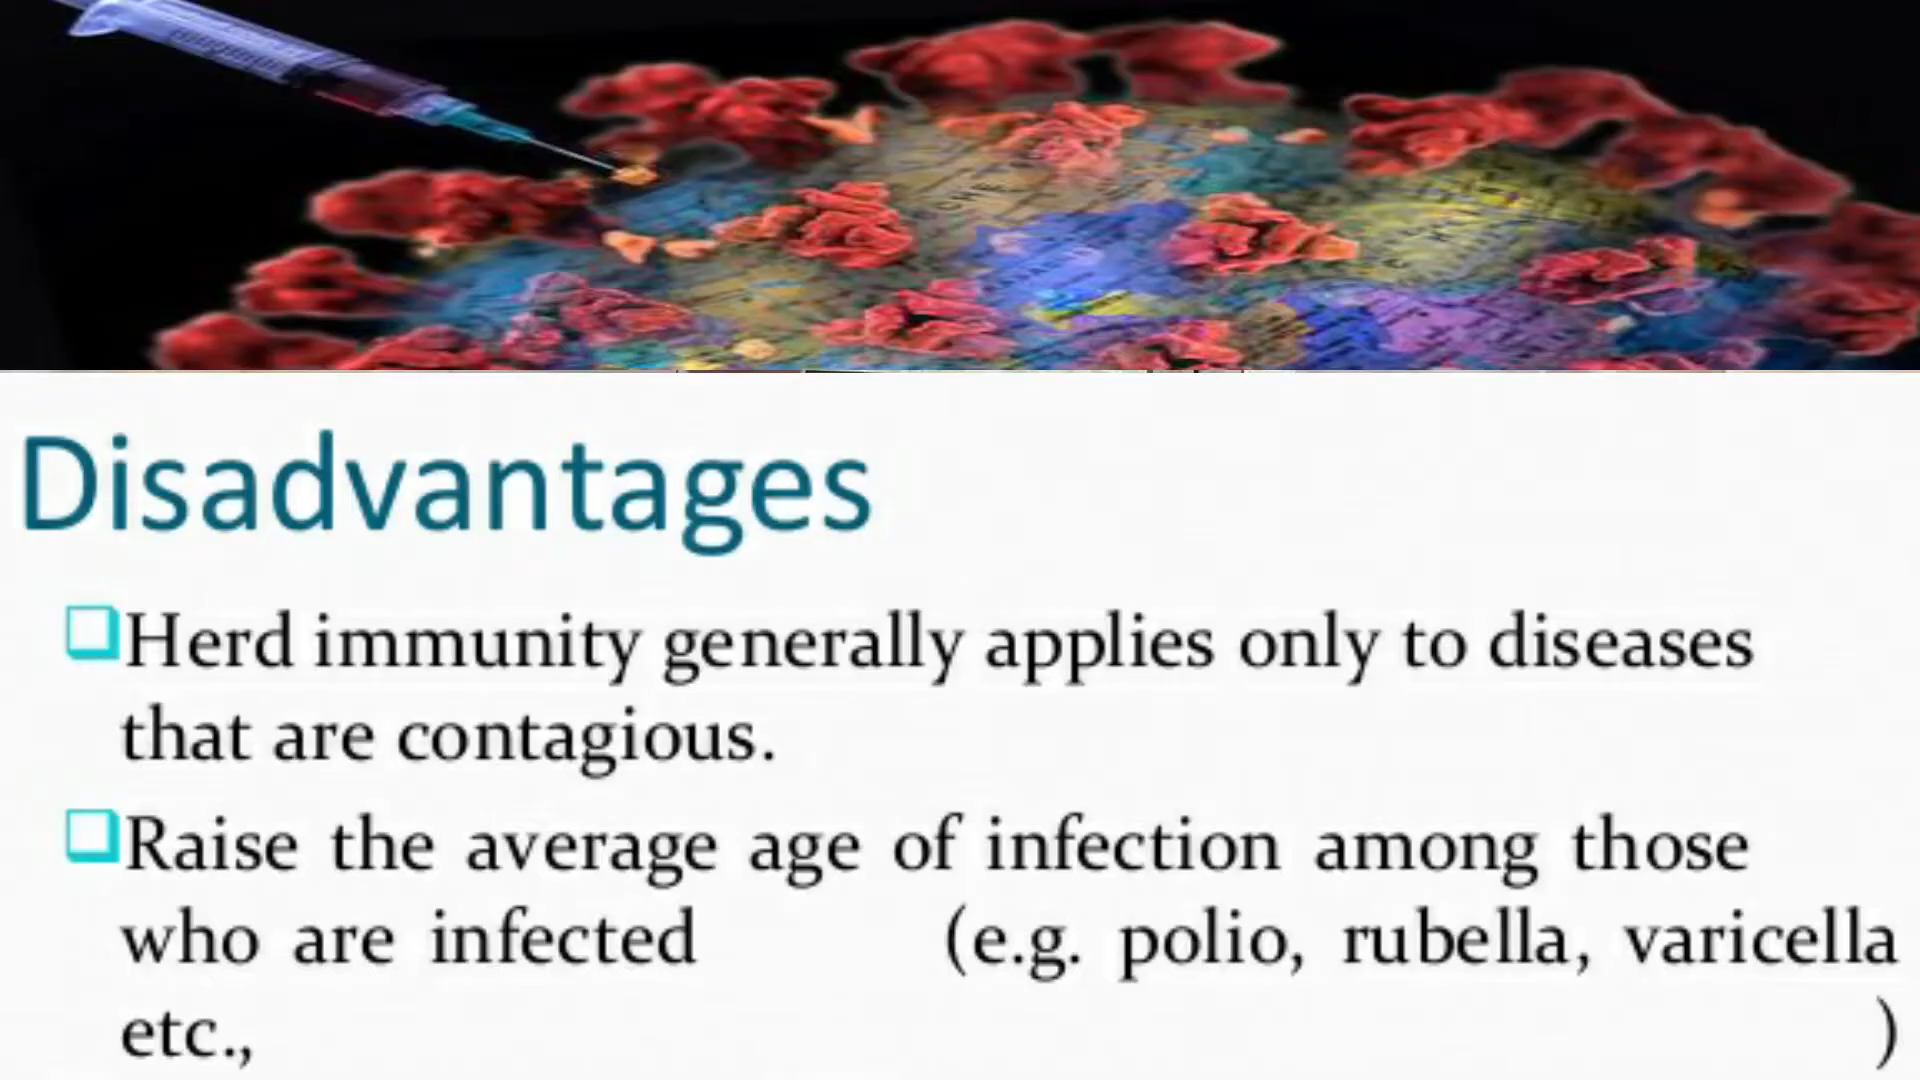 Disadvantages
Herd immunity generally applies only to diseases
that are contagious.
Raise the average age of infection among those
who are infected (e.g. polio, rubella, varicella
etc., )